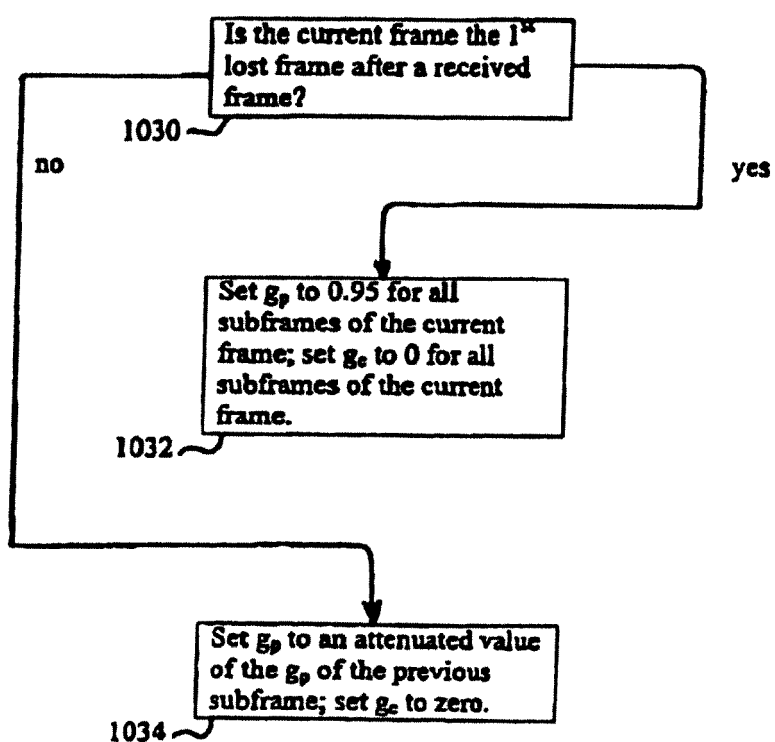 Is the current frame the 1st
lost frame after a received
frame?
1030
no
yes
Set gp to 0.95 for all
subframes of the current
frame; set gc to 0 for all
subframes of the current
frame.
1032
Set gp to an attenuated value
of the gp of the previous
subframe; set gc to zero.
1034